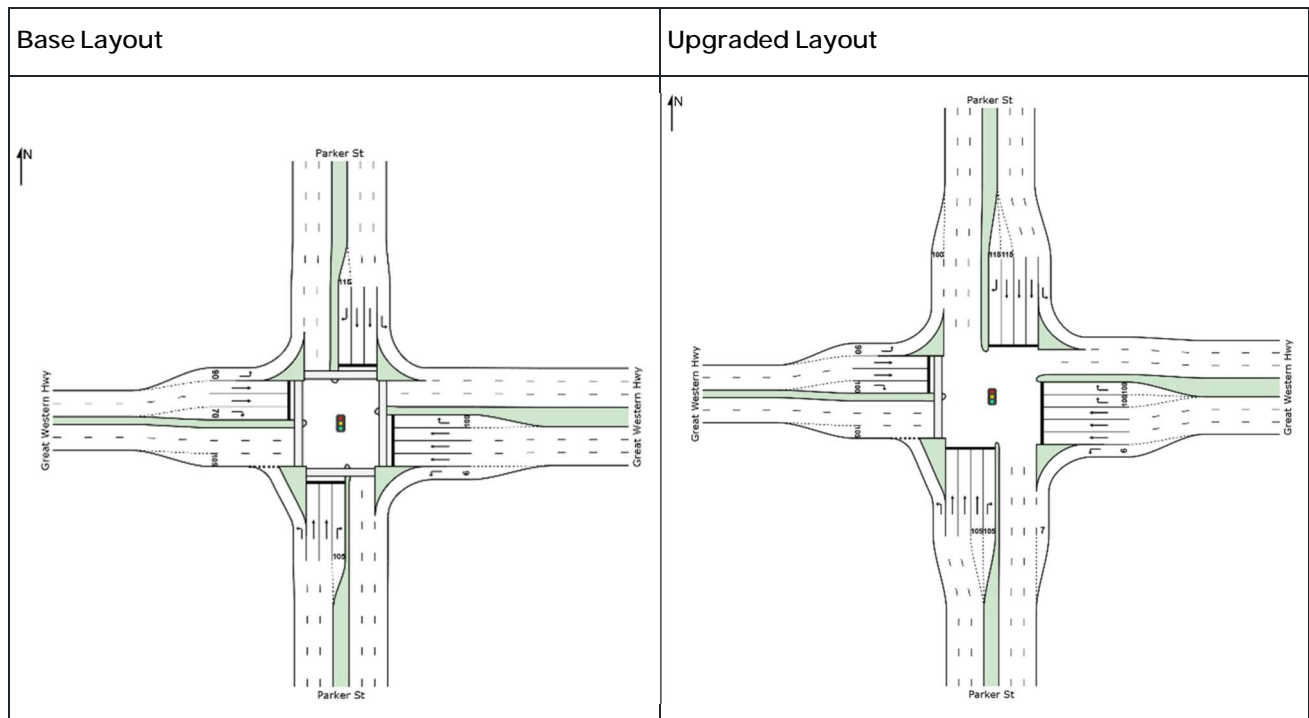 Base Layout
Upgraded Layout
N
Parker St
115
Great Western Hwy
90
70
105
100
6
Great Western Hwy
105
Parker St
N
Parker St
100
115 115
Great Western Hwy
90
100
105
100
100
6
Great Western Hwy
105 105
7
Parker St